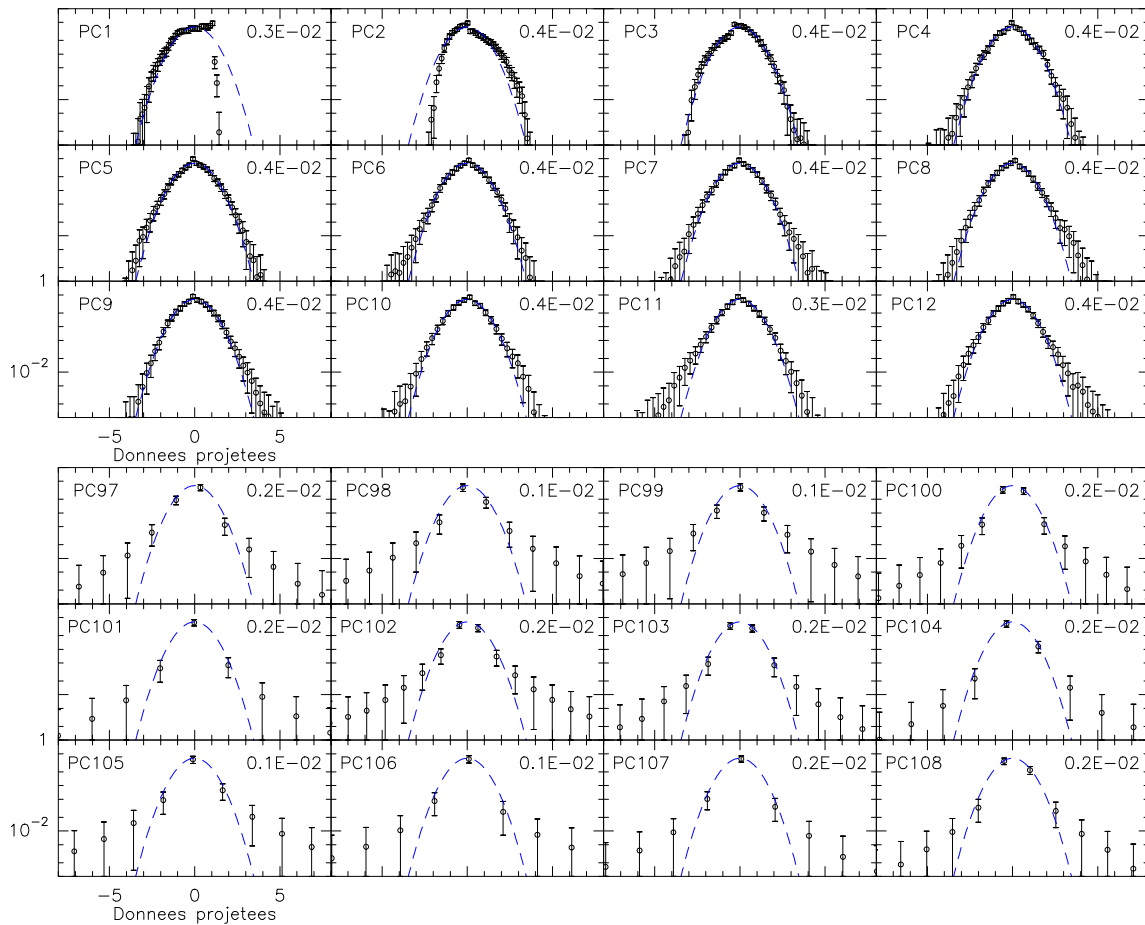 PC1 0.3E-02 PC2 0.4E-02 PC3 0.4E-02 PC4 0.4E-02
PC5 0.4E-02 PC6 0.4E-02 PC7 0.4E-02 PC8 0.4E-02
1
PC9 0.4E-02 PC10 0.4E-02 PC11 0.3E-02 PC12 0.4E-02
10−2
−5 0 5
Donnees projetees
PC97 0.2E-02 PC98 0.1E-02 PC99 0.1E-02 PC100 0.2E-02
PC101 0.2E-02 PC102 0.2E-02 PC103 0.2E-02 PC104 0.2E-02
1
PC105 0.1E-02 PC106 0.1E-02 PC107 0.2E-02 PC108 0.2E-02
10−2
−5 0 5
Donnees projetees